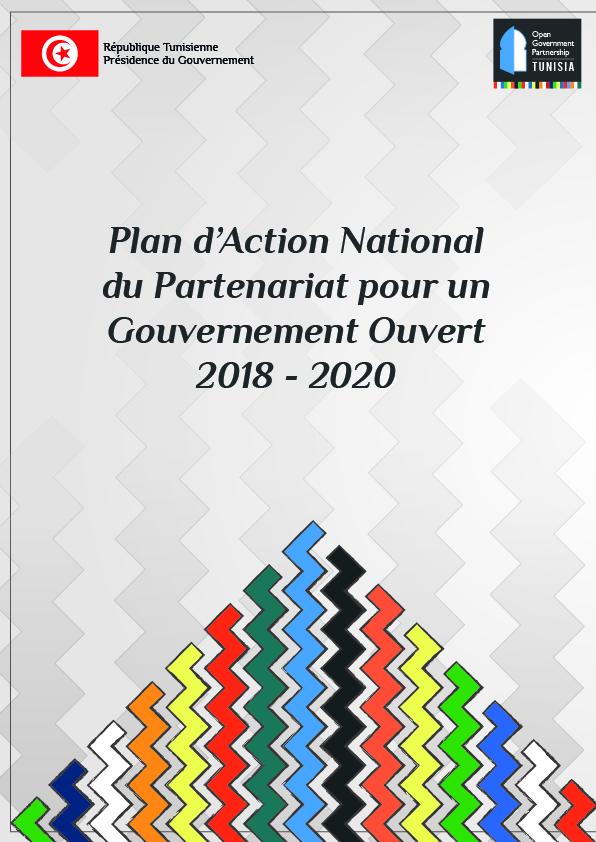 République Tunisienne
Présidence du Gouvernement
Open
Government
Partnership
TUNISIA
Plan d’Action National
du Partenariat pour un
Gouvernement Ouvert
2018 - 2020